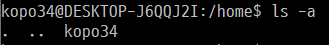 kopo34@DESKTOP-J6QQJ2I:/home$ ls -a
.  ..  kopo34